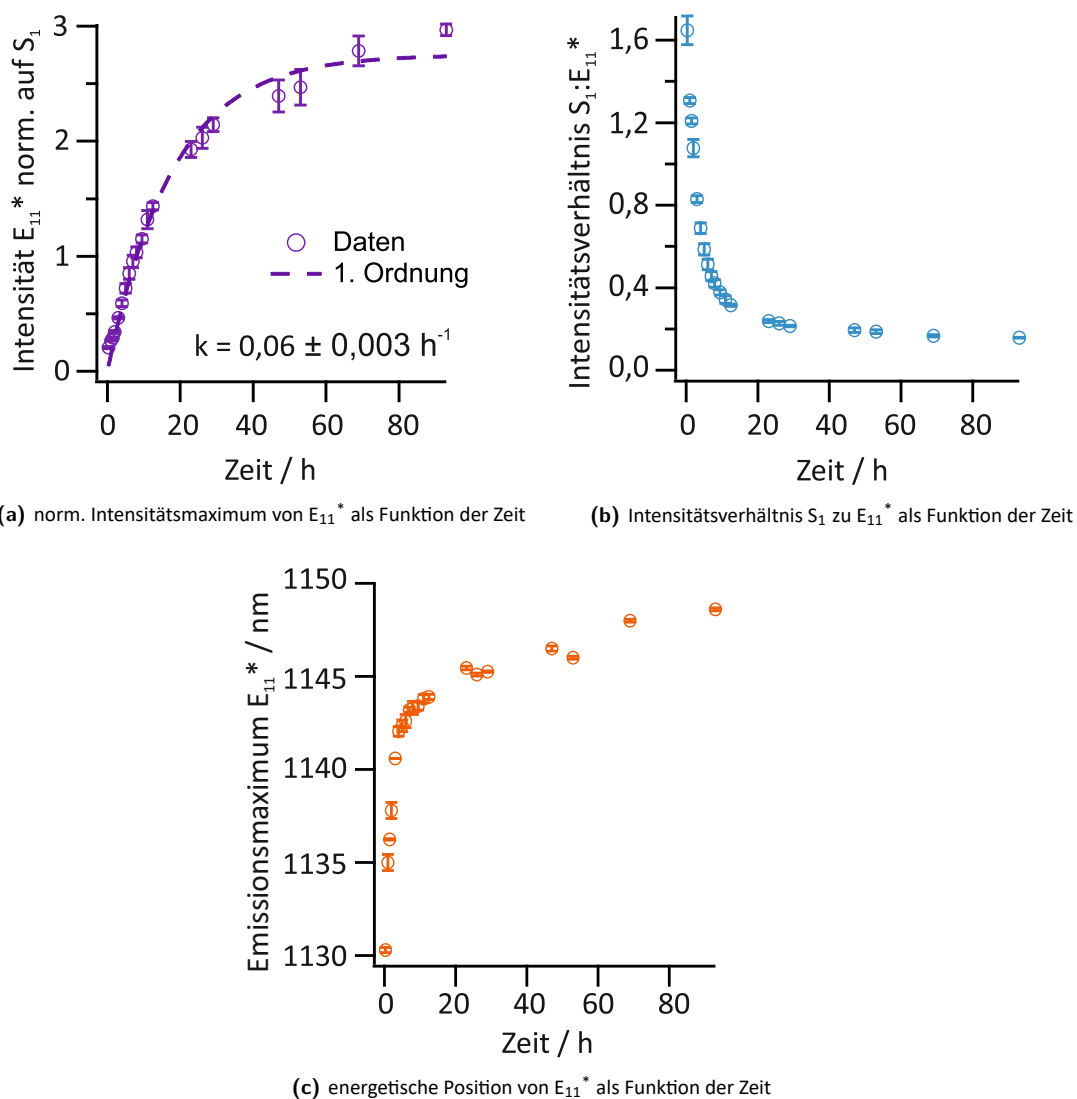 Intensität E₁₁* norm. auf S₁
3
2
1
0
Daten
1. Ordnung
k = 0,06 ± 0,003 h⁻¹
0 20 40 60 80
Zeit / h
(a) norm. Intensitätsmaximum von E₁₁* als Funktion der Zeit
Intensitätsverhältnis S₁:E₁₁*
1,6
1,2
0,8
0,4
0,0
0 20 40 60 80
Zeit / h
(b) Intensitätsverhältnis S₁ zu E₁₁* als Funktion der Zeit
Emissionsmaximum E₁₁* / nm
1150
1145
1140
1135
1130
0 20 40 60 80
Zeit / h
(c) energetische Position von E₁₁* als Funktion der Zeit